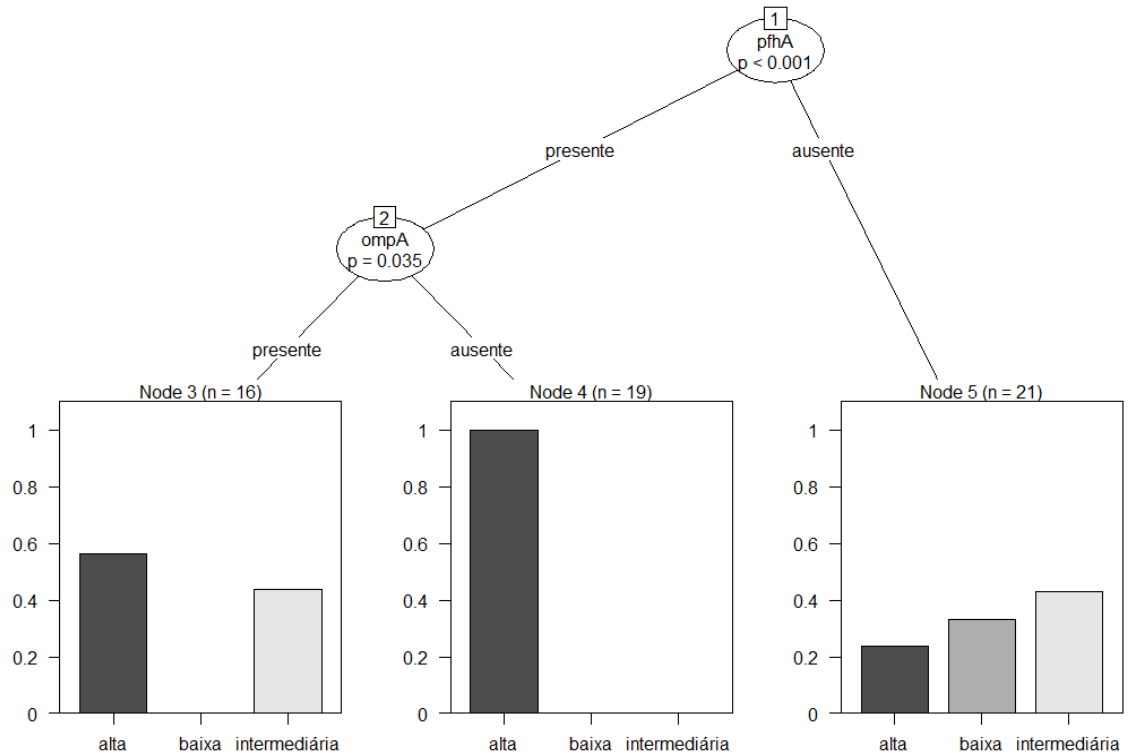 1
pfhA
p < 0.001
presente
ausente
2
ompA
p = 0.035
presente
ausente
Node 3 (n = 16)
1
0.8
0.6
0.4
0.2
0
alta baixa intermediária
Node 4 (n = 19)
1
0.8
0.6
0.4
0.2
0
alta baixa intermediária
Node 5 (n = 21)
1
0.8
0.6
0.4
0.2
0
alta baixa intermediária